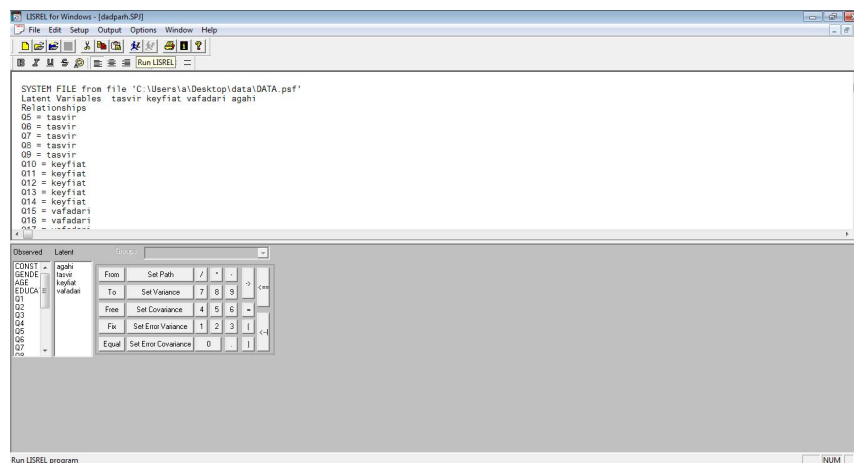 LISREL for Windows - [dadparh.SPJ]
File Edit Setup Output Options Window Help
B I U S Run LISREL
SYSTEM FILE from file 'C:\Users\a\Desktop\data\DATA.psf'
Latent Variables tasvir keyfiat vafadari agahi
Relationships
Q5 = tasvir
Q6 = tasvir
Q7 = tasvir
Q8 = tasvir
Q9 = tasvir
Q10 = keyfiat
Q11 = keyfiat
Q12 = keyfiat
Q13 = keyfiat
Q14 = keyfiat
Q15 = vafadari
Q16 = vafadari
Q17 = vafadari
Observed Latent Groups
CONST
GENDE
AGE
EDUCA
Q1
Q2
Q3
Q4
Q5
Q6
Q7
Q8
agahi
tasvir
keyfiat
vafadari
From Set Path / * - -> <==
To Set Variance 7 8 9
Free Set Covariance 4 5 6 =
Fix Set Error Variance 1 2 3 ( <-|
Equal Set Error Covariance 0 . )
Run LISREL program NUM